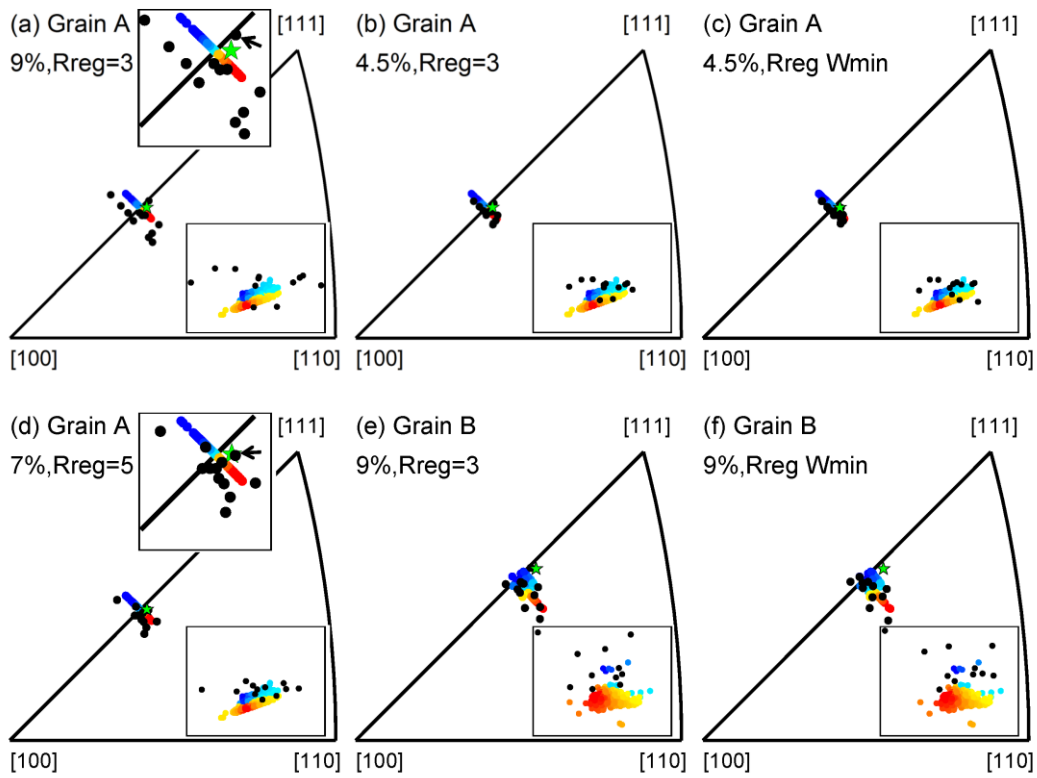 (a) Grain A
[111]
9%,Rreg=3
[100]
[110]
(b) Grain A
[111]
4.5%,Rreg=3
[100]
[110]
(c) Grain A
[111]
4.5%,Rreg Wmin
[100]
[110]
(d) Grain A
[111]
7%,Rreg=5
[100]
[110]
(e) Grain B
[111]
9%,Rreg=3
[100]
[110]
(f) Grain B
[111]
9%,Rreg Wmin
[100]
[110]